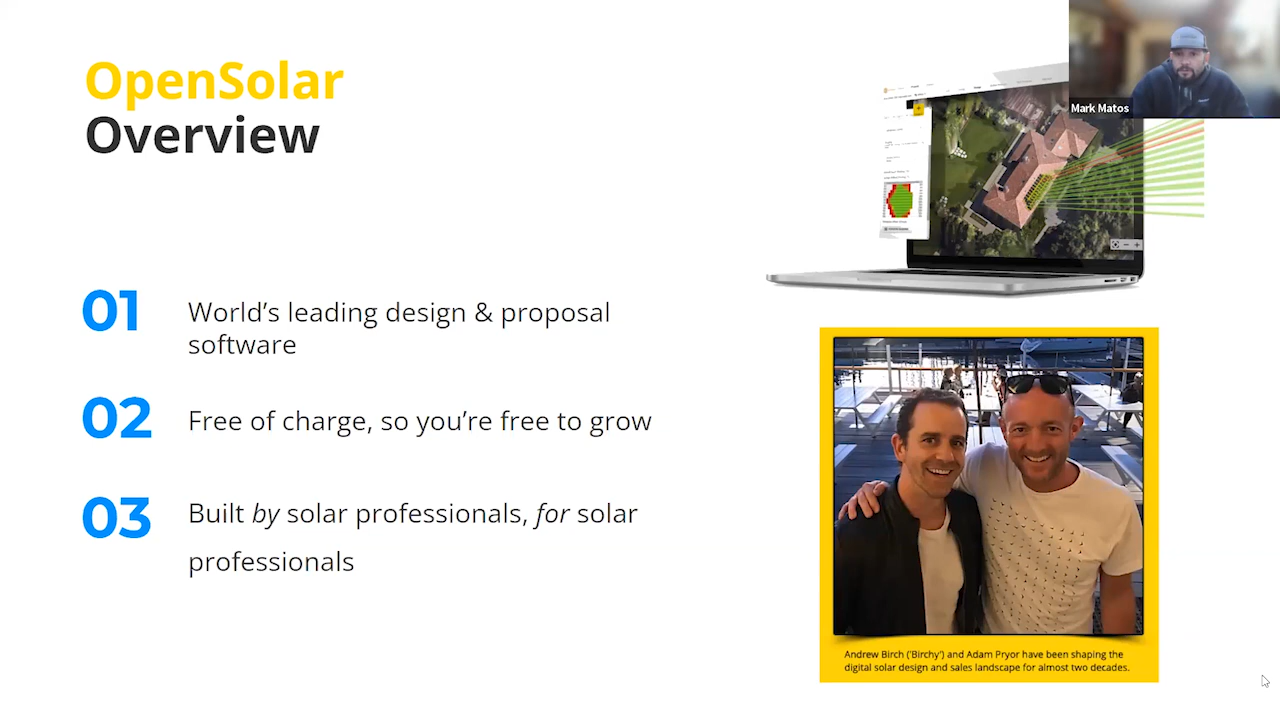 OpenSolar
Overview
Mark Matos
01
World’s leading design & proposal
software
02
Free of charge, so you’re free to grow
03
Built by solar professionals, for solar
professionals
Andrew Birch ('Birchy') and Adam Pryor have been shaping the
digital solar design and sales landscape for almost two decades.